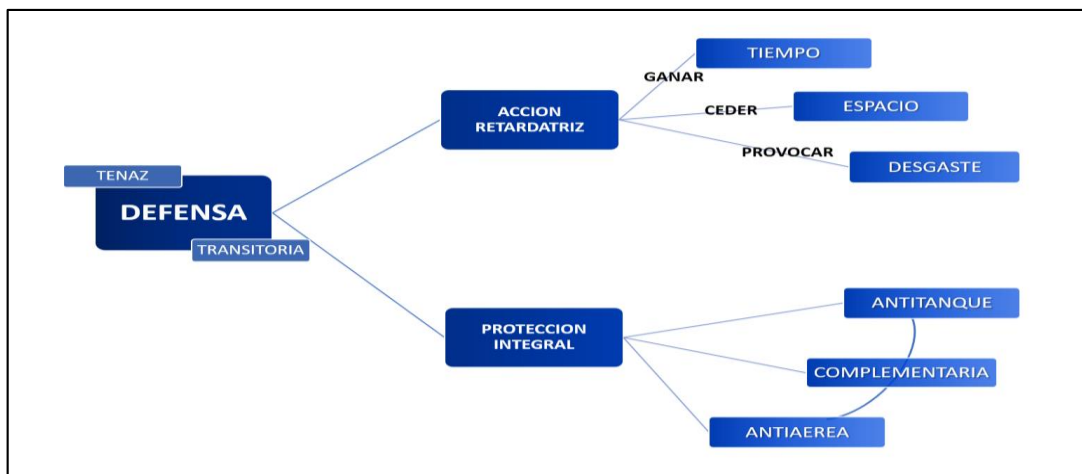 TIEMPO
GANAR
ACCION
RETARDATRIZ
CEDER
ESPACIO
PROVOCAR
DESGASTE
TENAZ
DEFENSA
TRANSITORIA
ANTITANQUE
PROTECCION
INTEGRAL
COMPLEMENTARIA
ANTIAEREA